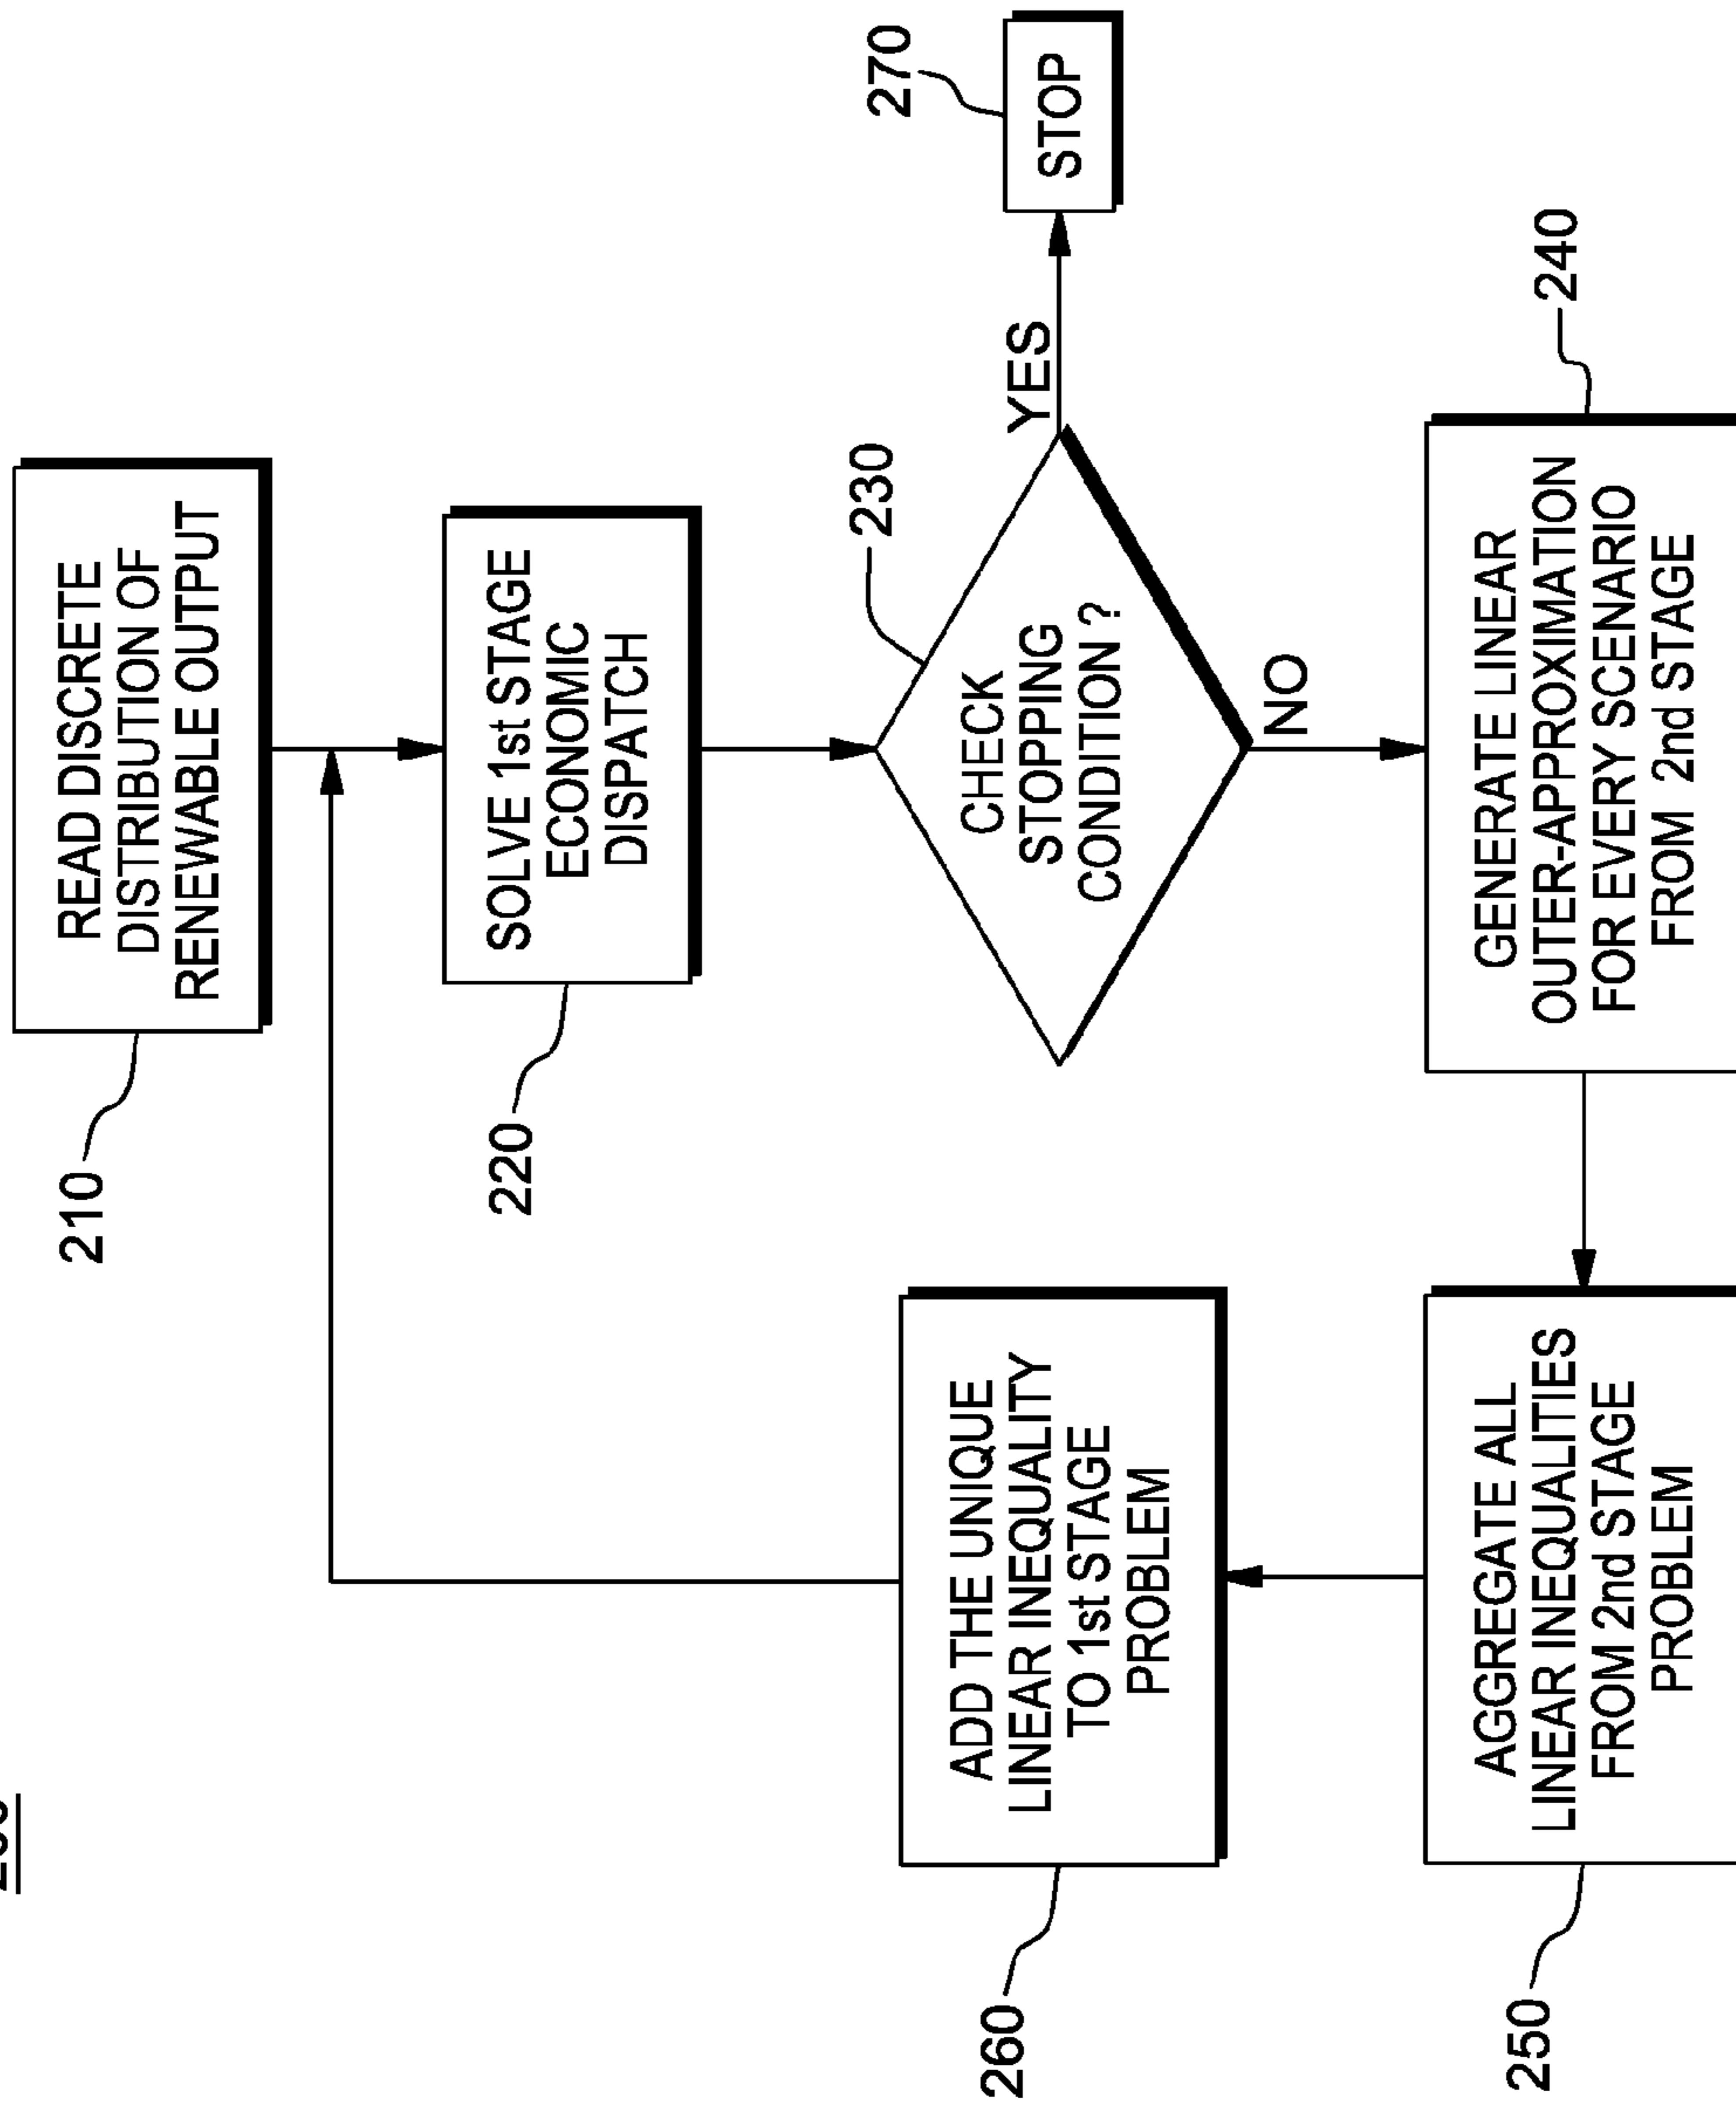 210
READ DISCRETE
DISTRIBUTION OF
RENEWABLE OUTPUT
220
SOLVE 1st STAGE
ECONOMIC
DISPATCH
230
CHECK
STOPPING
CONDITION ?
YES
270
STOP
NO
240
GENERATE LINEAR
OUTER-APPROXIMATION
FOR EVERY SCENARIO
FROM 2nd STAGE
250
AGGREGATE ALL
LINEAR INEQUALITIES
FROM 2nd STAGE
PROBLEM
260
ADD THE UNIQUE
LINEAR INEQUALITY
TO 1st STAGE
PROBLEM